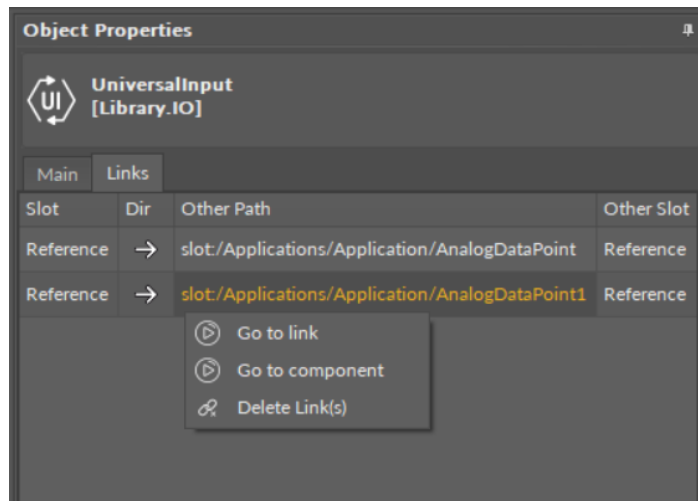 Object Properties
UI
UniversalInput
[Library.IO]
Main Links
Slot Dir Other Path Other Slot
Reference → slot:/Applications/Application/AnalogDataPoint Reference
Reference → slot:/Applications/Application/AnalogDataPoint1 Reference
Go to link
Go to component
Delete Link(s)